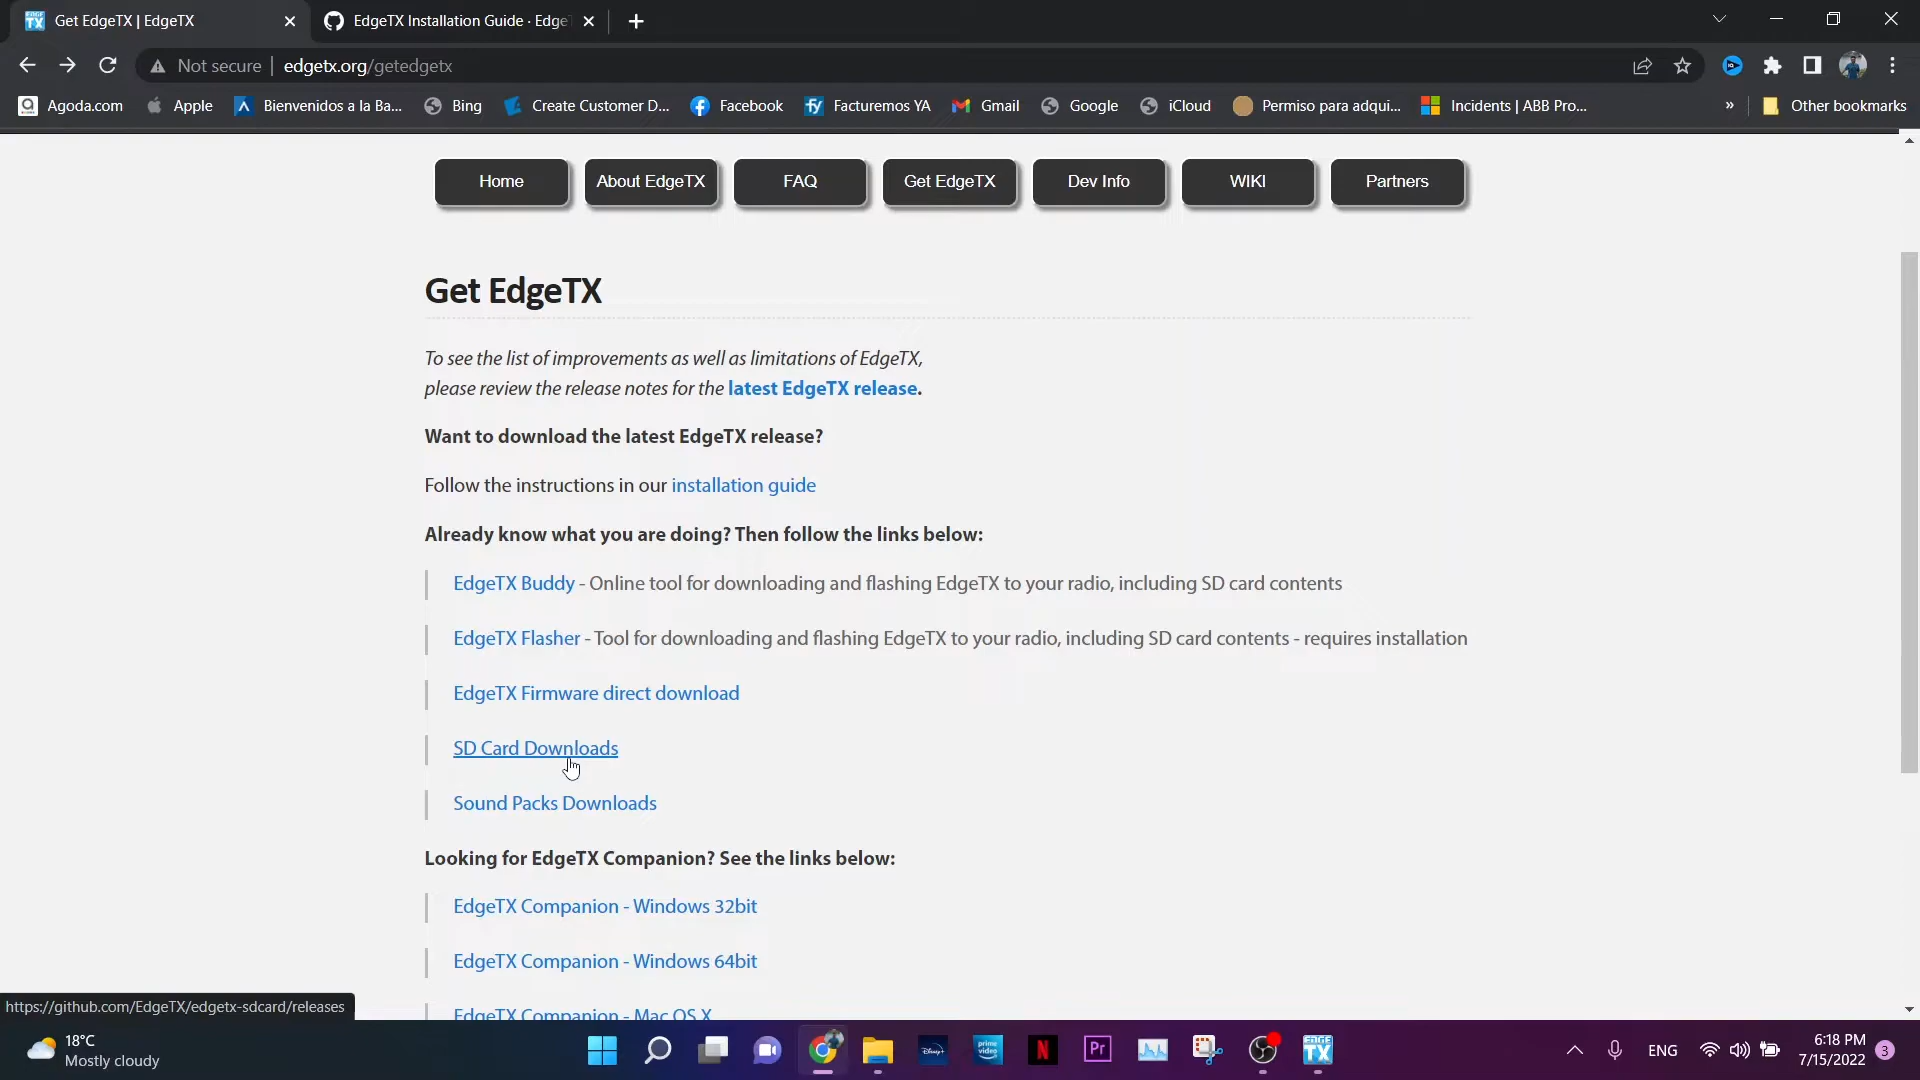 Get EdgeTX | EdgeTX
EdgeTX Installation Guide · Edge
Not secure | edgetx.org/getedgetx
Agoda.com Apple Bienvenidos a la Ba... Bing Create Customer D... Facebook Facturemos YA Gmail Google iCloud Permiso para adqui... Incidents | ABB Pro... » Other bookmarks
Home About EdgeTX FAQ Get EdgeTX Dev Info WIKI Partners
Get EdgeTX
To see the list of improvements as well as limitations of EdgeTX,
please review the release notes for the latest EdgeTX release.
Want to download the latest EdgeTX release?
Follow the instructions in our installation guide
Already know what you are doing? Then follow the links below:
EdgeTX Buddy - Online tool for downloading and flashing EdgeTX to your radio, including SD card contents
EdgeTX Flasher - Tool for downloading and flashing EdgeTX to your radio, including SD card contents - requires installation
EdgeTX Firmware direct download
SD Card Downloads
Sound Packs Downloads
Looking for EdgeTX Companion? See the links below:
EdgeTX Companion - Windows 32bit
EdgeTX Companion - Windows 64bit
EdgeTX Companion - Mac OS X
https://github.com/EdgeTX/edgetx-sdcard/releases
18°C
Mostly cloudy
Disney+
prime video
N
Pr
EDGE TX
ENG
6:18 PM
7/15/2022
3